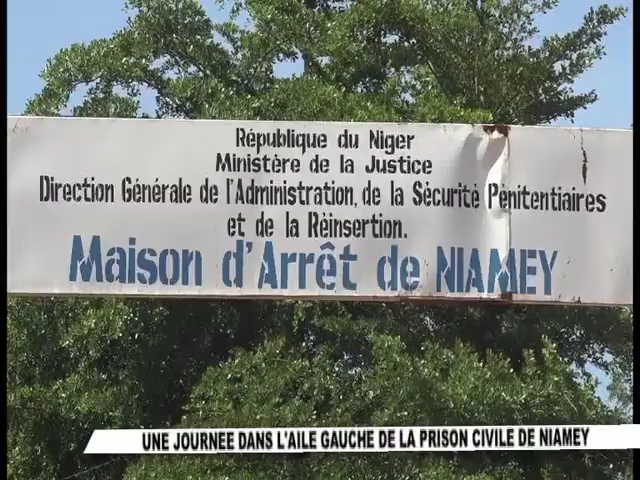 République du Niger
Ministère de la Justice
Direction Générale de l'Administration, de la Sécurité Pénitentiaires
et de la Réinsertion.
Maison d'Arrêt de NIAMEY
UNE JOURNEE DANS L'AILE GAUCHE DE LA PRISON CIVILE DE NIAMEY